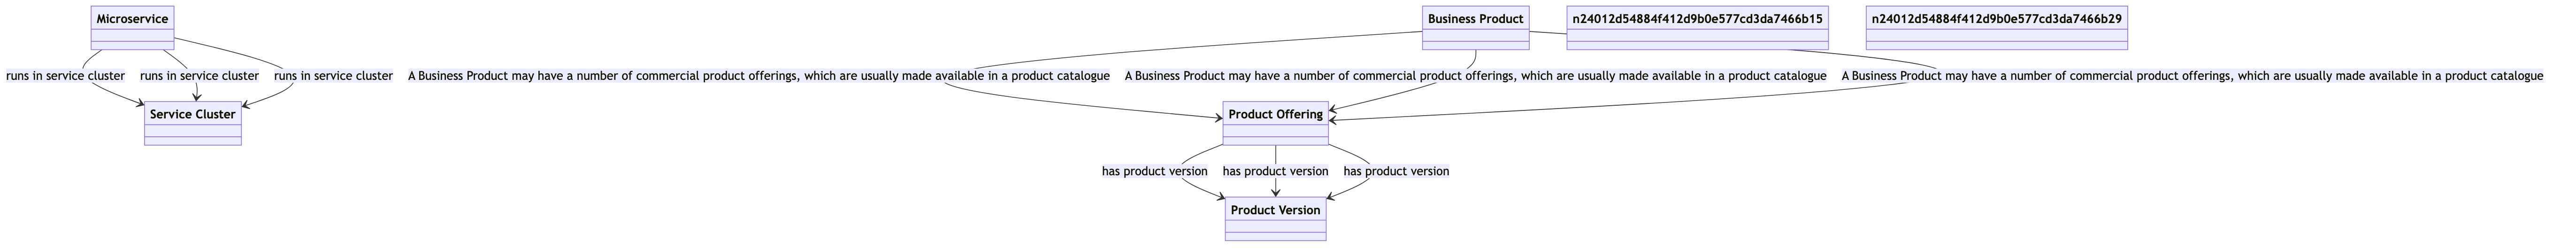 Microservice
Business Product
n24012d54884f412d9b0e577cd3da7466b15
n24012d54884f412d9b0e577cd3da7466b29
runs in service cluster
runs in service cluster
runs in service cluster
A Business Product may have a number of commercial product offerings, which are usually made available in a product catalogue
A Business Product may have a number of commercial product offerings, which are usually made available in a product catalogue
A Business Product may have a number of commercial product offerings, which are usually made available in a product catalogue
Service Cluster
Product Offering
has product version
has product version
has product version
Product Version